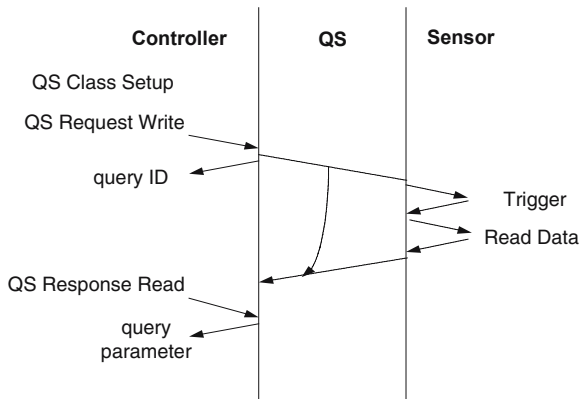 Controller
QS
Sensor
QS Class Setup
QS Request Write
query ID
Trigger
Read Data
QS Response Read
query
parameter